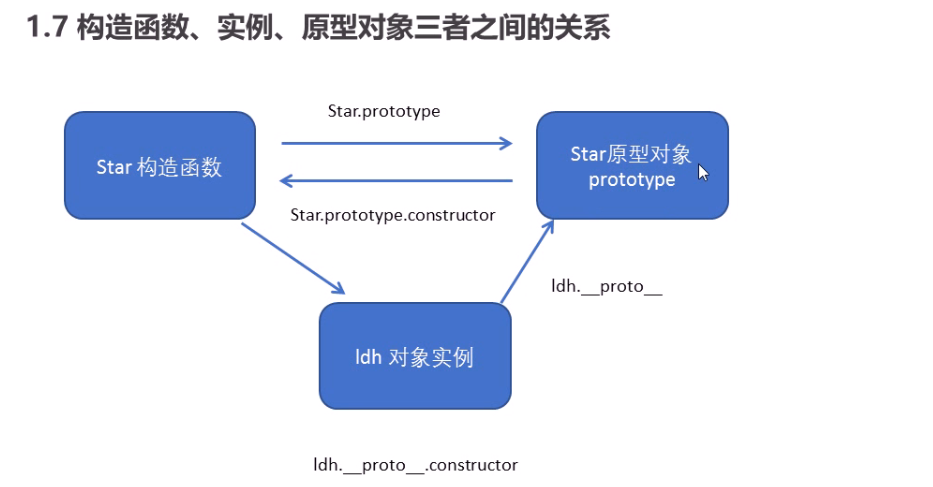 1.7 构造函数、实例、原型对象三者之间的关系
Star.prototype
Star 构造函数
Star原型对象
prototype
Star.prototype.constructor
ldh.__proto__
ldh 对象实例
ldh.__proto__.constructor